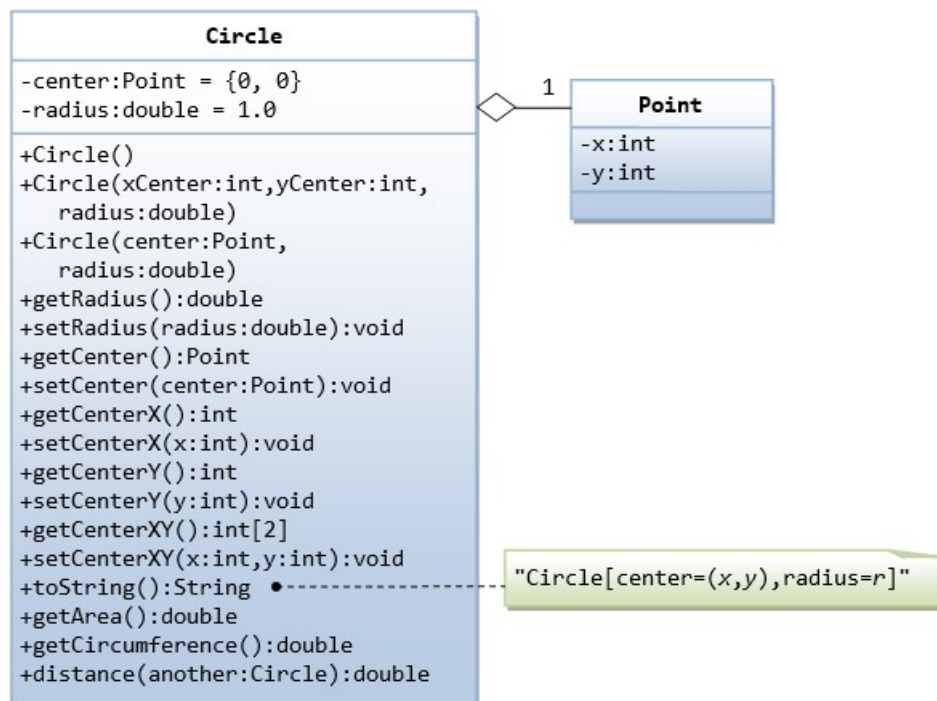 Circle
-center:Point = {0, 0}
-radius:double = 1.0
+Circle()
+Circle(xCenter:int,yCenter:int,
radius:double)
+Circle(center:Point,
radius:double)
+getRadius():double
+setRadius(radius:double):void
+getCenter():Point
+setCenter(center:Point):void
+getCenterX():int
+setCenterX(x:int):void
+getCenterY():int
+setCenterY(y:int):void
+getCenterXY():int[2]
+setCenterXY(x:int,y:int):void
+toString():String
+getArea():double
+getCircumference():double
+distance(another:Circle):double
1
Point
-x:int
-y:int
"Circle[center=(x,y),radius=r]"